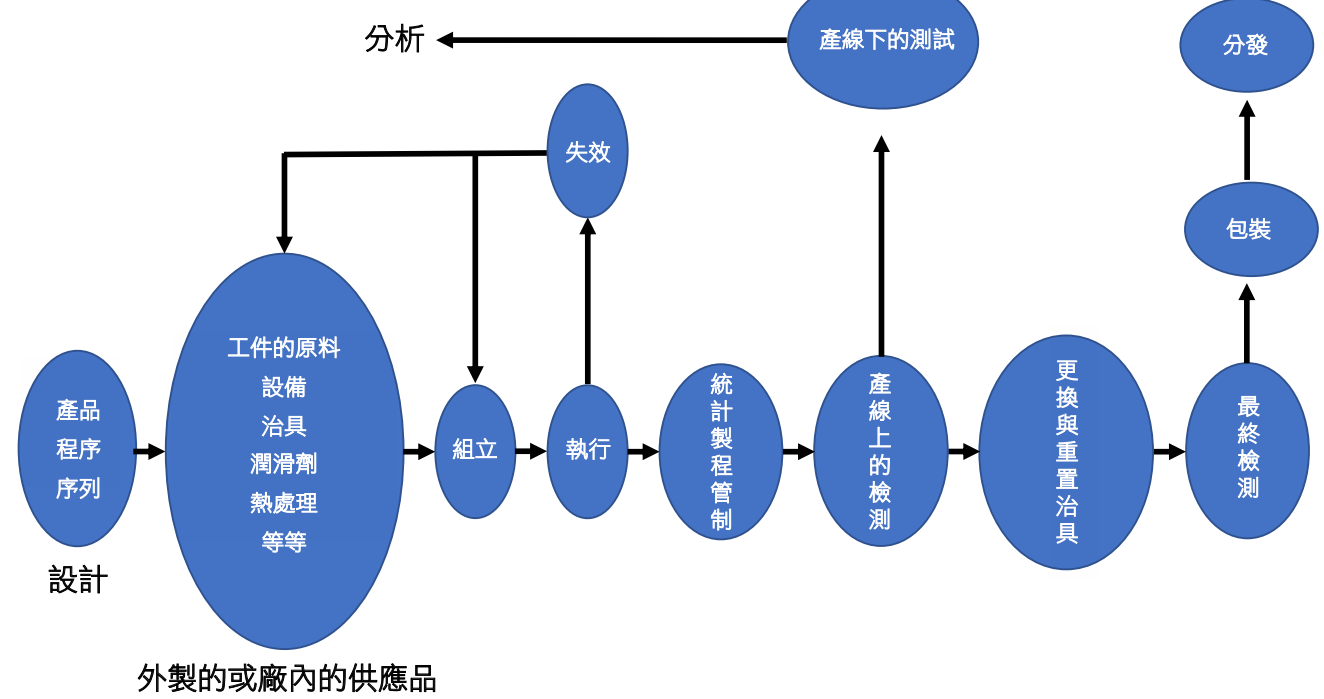 分析
產線下的測試
分發
失效
包裝
工件的原料
設備
治具
潤滑劑
熱處理
等等
產品
程序
序列
組立
執行
統計製程管制
產線上的檢測
更換與重置治具
最終檢測
設計
外製的或廠內的供應品